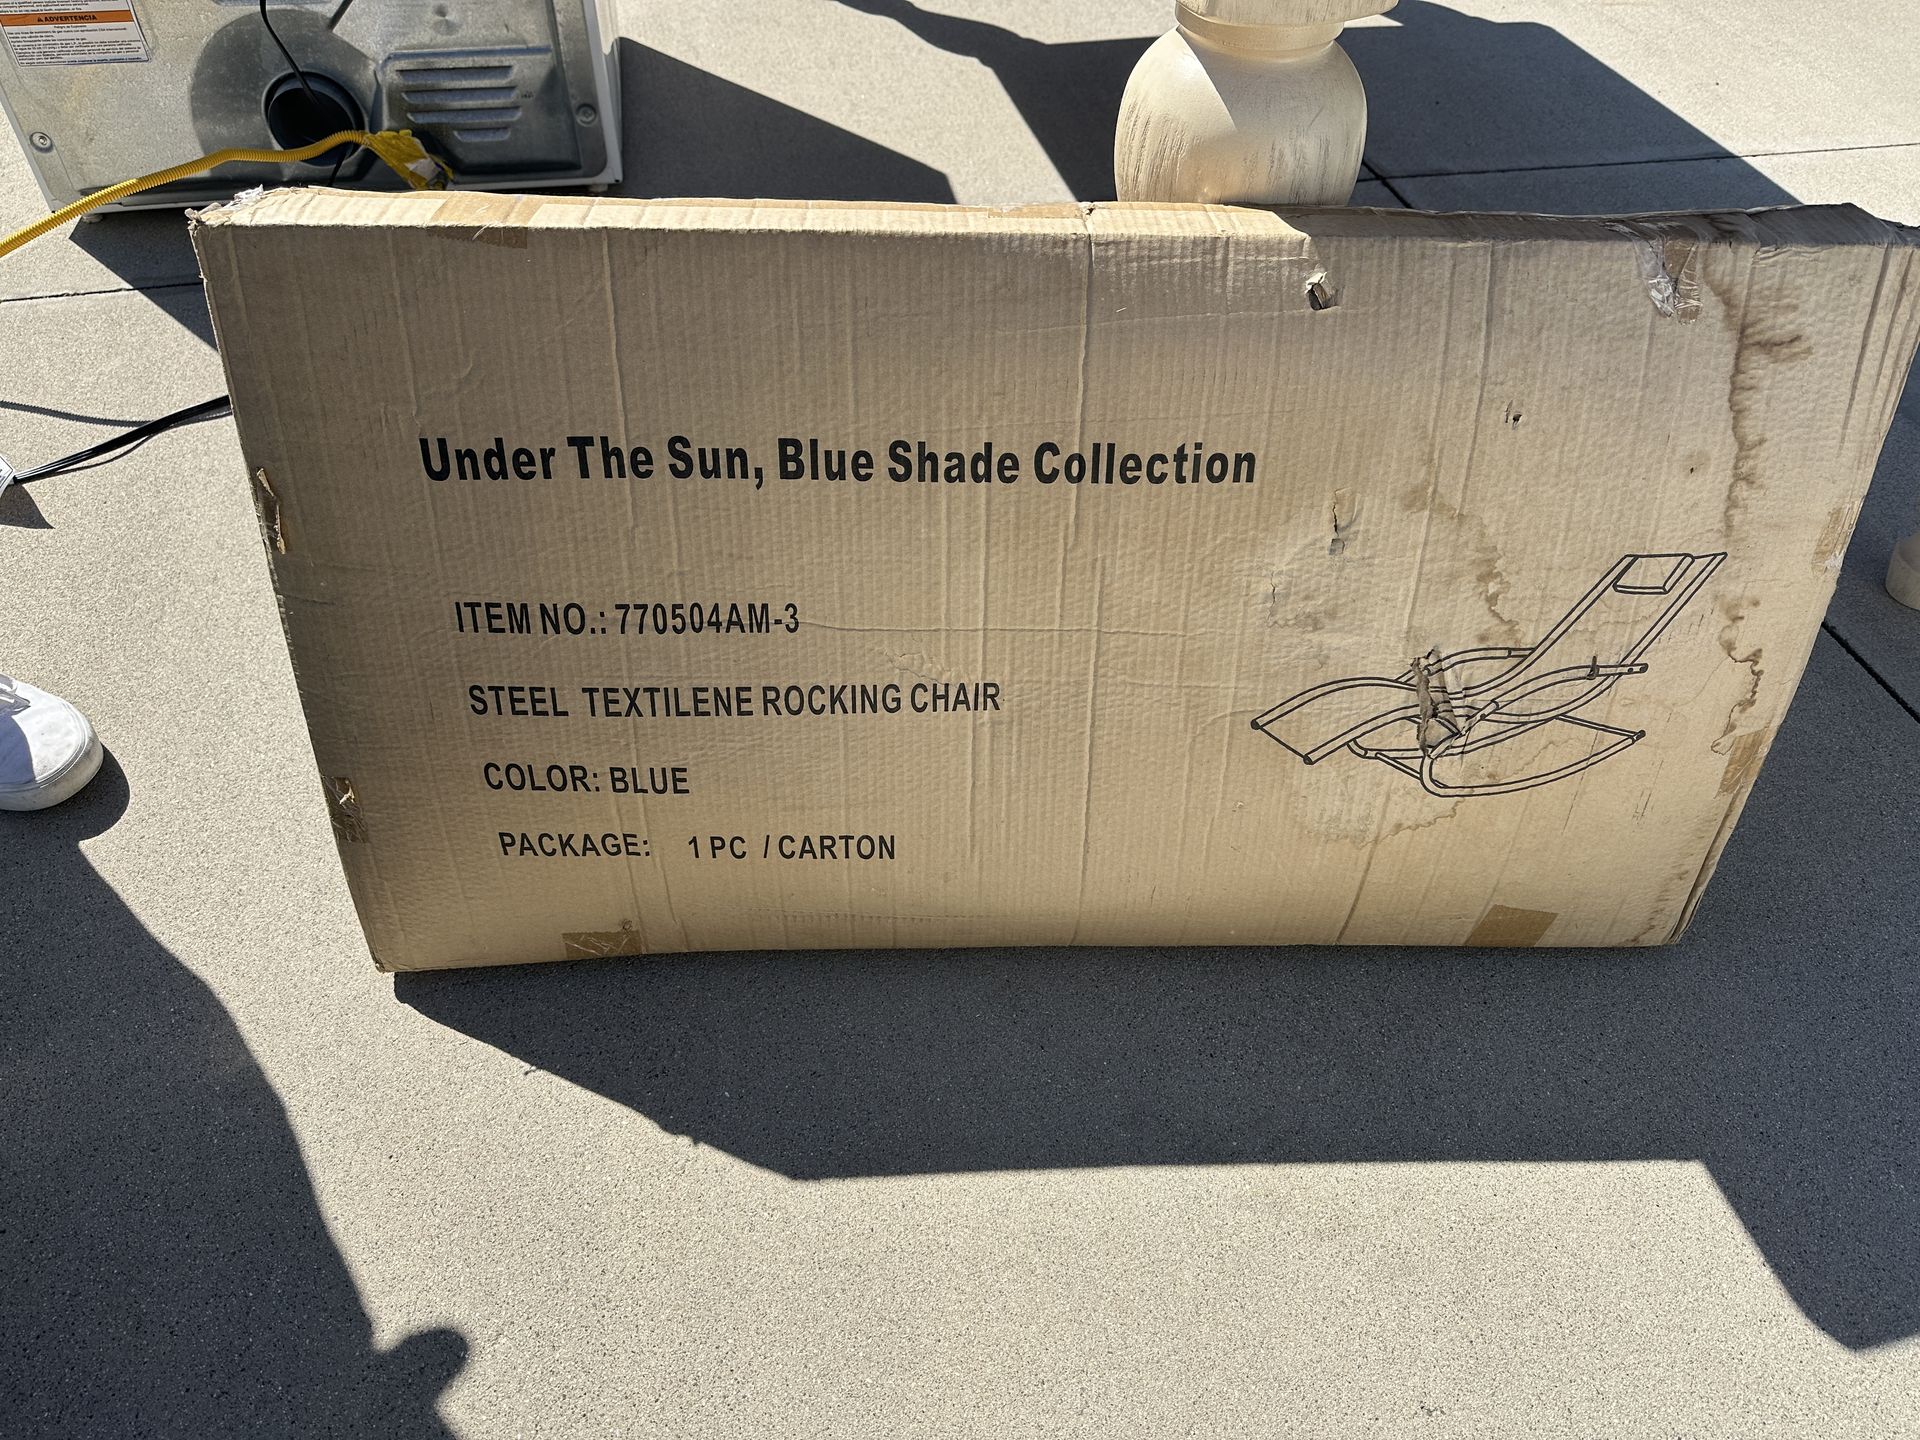 ADVERTENCIA
Under The Sun, Blue Shade Collection
ITEM NO.: 770504AM-3
STEEL TEXTILENE ROCKING CHAIR
COLOR: BLUE
PACKAGE: 1 PC / CARTON